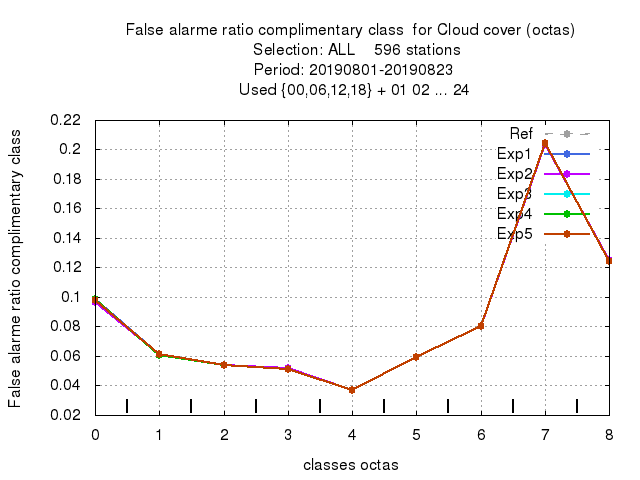 False alarme ratio complimentary class  for Cloud cover (octas)
Selection: ALL    596 stations
Period: 20190801-20190823
Used {00,06,12,18} + 01 02 ... 24
False alarme ratio complimentary class
0.22
0.2
0.18
0.16
0.14
0.12
0.1
0.08
0.06
0.04
0.02
Ref
Exp1
Exp2
Exp3
Exp4
Exp5
0 1 2 3 4 5 6 7 8
classes octas